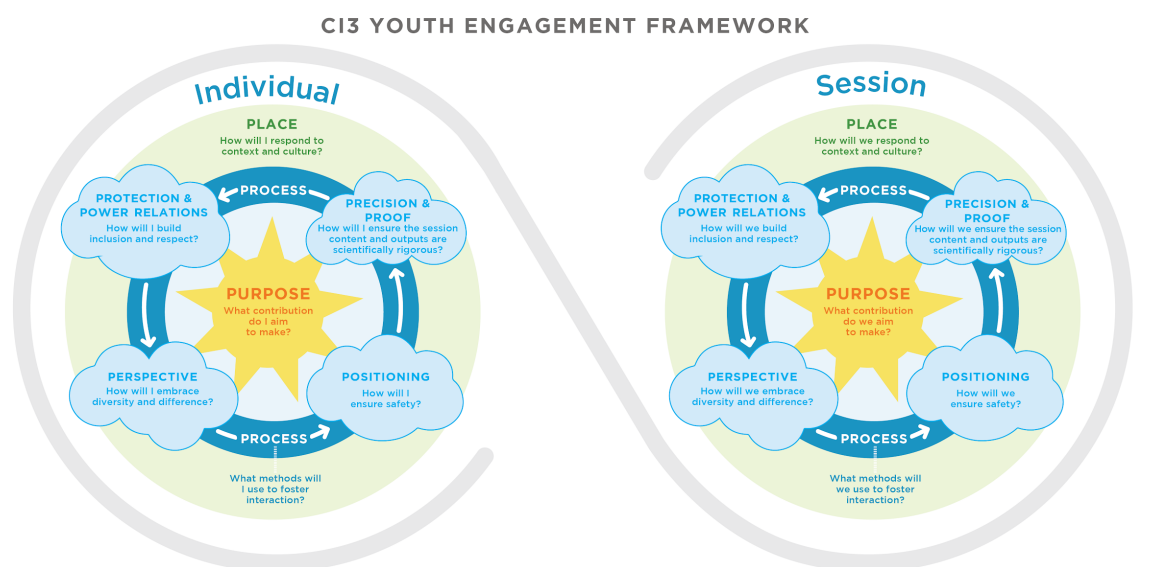 CI3 YOUTH ENGAGEMENT FRAMEWORK
Individual
PLACE
How will I respond to
context and culture?
PROCESS
PROTECTION &
POWER RELATIONS
How will I build
inclusion and respect?
PRECISION &
PROOF
How will I ensure the session
content and outputs are
scientifically rigorous?
PURPOSE
What contribution
do I aim
to make?
PERSPECTIVE
How will I embrace
diversity and difference?
POSITIONING
How will I
ensure safety?
PROCESS
What methods will
I use to foster
interaction?
Session
PLACE
How will we respond to
context and culture?
PROCESS
PROTECTION &
POWER RELATIONS
How will we build
inclusion and respect?
PRECISION &
PROOF
How will we ensure the session
content and outputs are
scientifically rigorous?
PURPOSE
What contribution
do we aim
to make?
PERSPECTIVE
How will we embrace
diversity and difference?
POSITIONING
How will we
ensure safety?
PROCESS
What methods will
we use to foster
interaction?